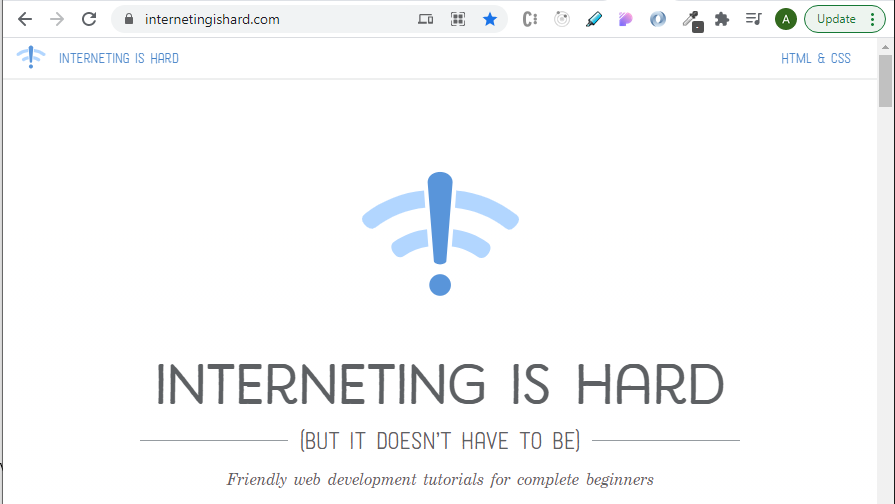 internetingishard.com
A
Update
INTERNETING IS HARD
HTML & CSS
INTERNETING IS HARD
(BUT IT DOESN'T HAVE TO BE)
Friendly web development tutorials for complete beginners